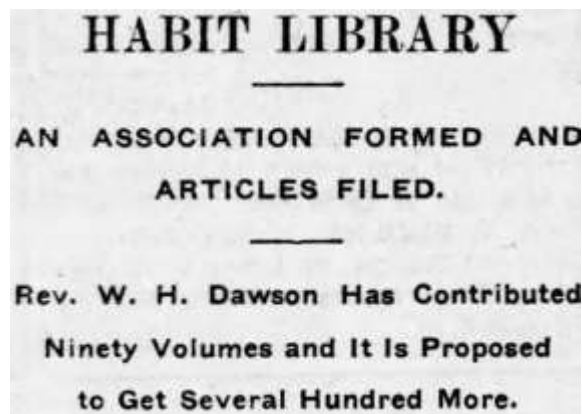 HABIT LIBRARY
AN ASSOCIATION FORMED AND
ARTICLES FILED.
Rev. W. H. Dawson Has Contributed
Ninety Volumes and It Is Proposed
to Get Several Hundred More.